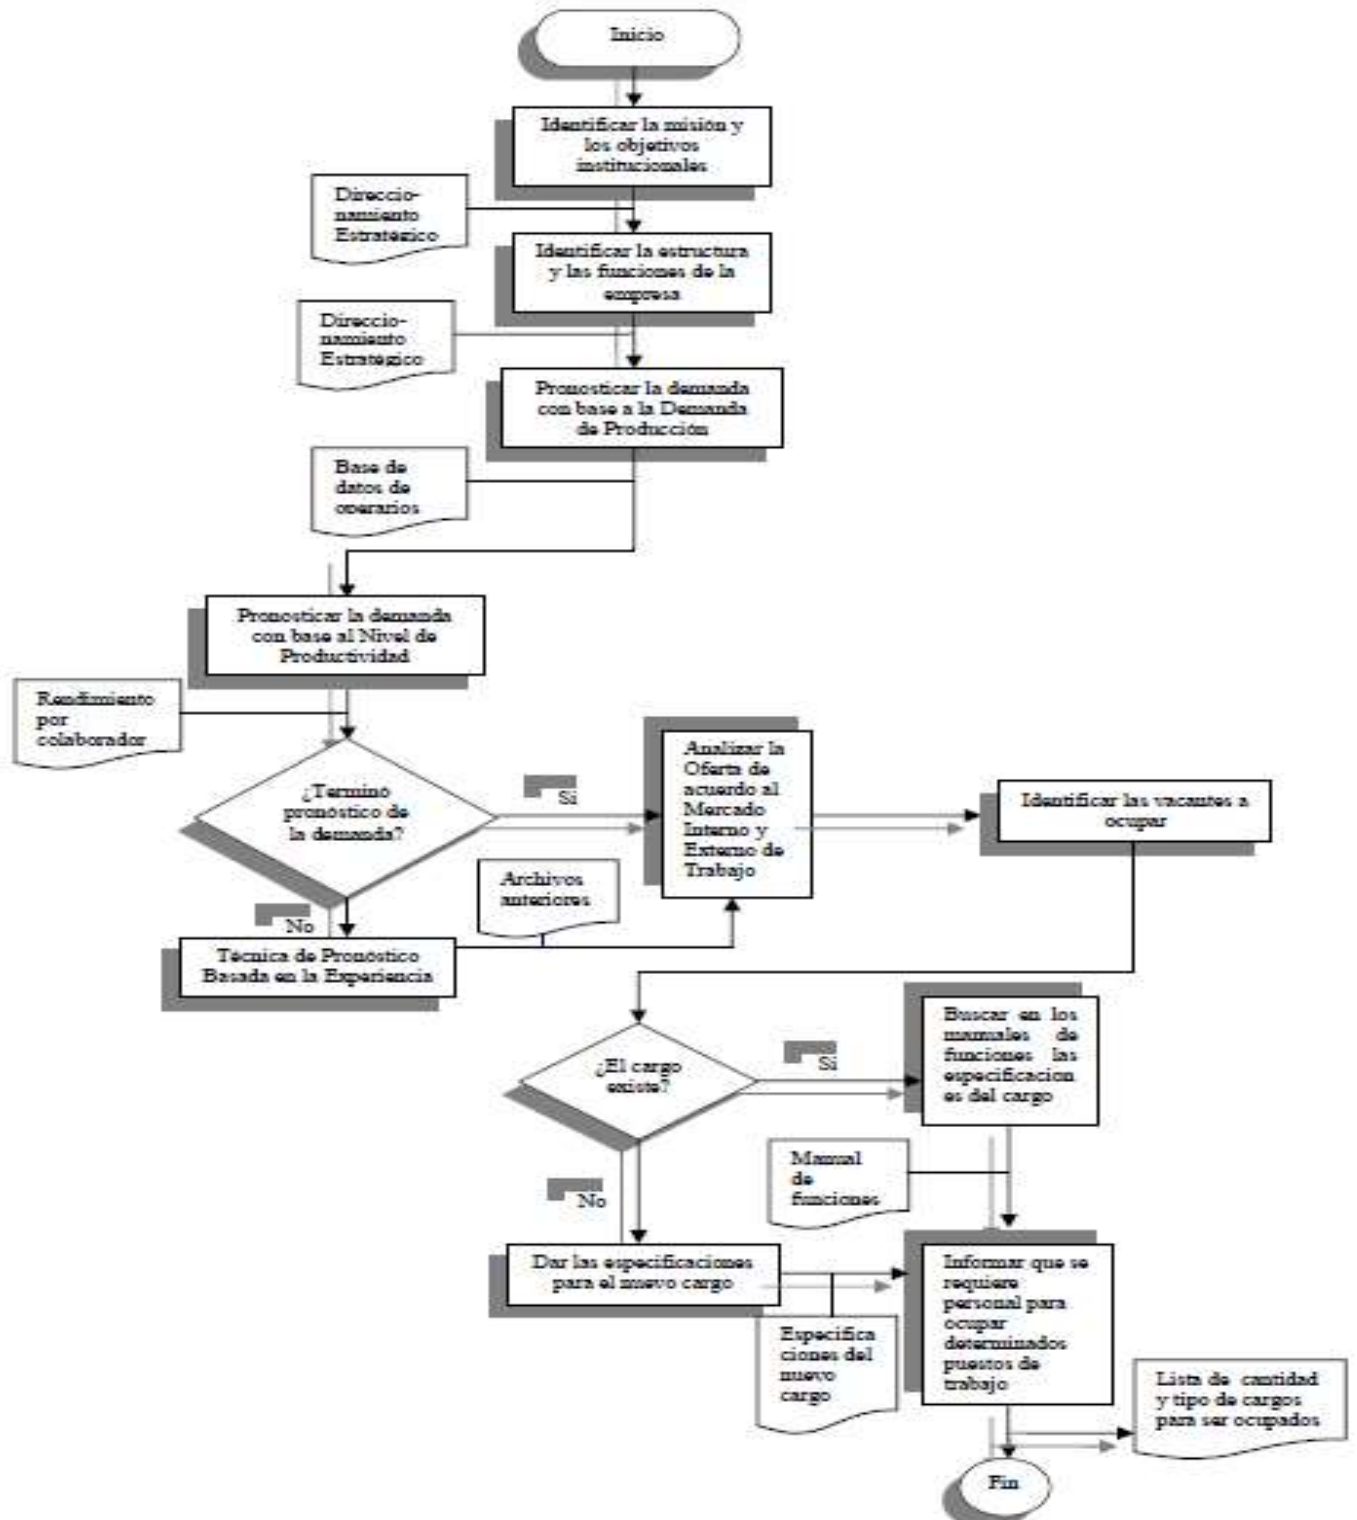 Inicio
Identificar la misión y
los objetivos
institucionales
Direccio-
namiento
Estratégico
Identificar la estructura
y las funciones de la
empresa
Direccio-
namiento
Estratégico
Pronosticar la demanda
con base a la Demanda
de Producción
Base de
datos de
operarios
Pronosticar la demanda
con base al Nivel de
Productividad
Rendimiento
por
colaborador
¿Termino
pronóstico de
la demanda?
Si
Analizar la
Oferta de
acuerdo al
Mercado
Interno y
Externo de
Trabajo
Identificar las vacantes a
ocupar
Archivos
anteriores
No
Técnica de Pronóstico
Basada en la Experiencia
¿El cargo
existe?
Si
Buscar en los
manuales de
funciones las
especificacion
es del cargo
Manual
de
funciones
No
Dar las especificaciones
para el nuevo cargo
Informar que se
requiere
personal para
ocupar
determinados
puestos de
trabajo
Especifica
ciones del
nuevo
cargo
Lista de cantidad
y tipo de cargos
para ser ocupados
Fin